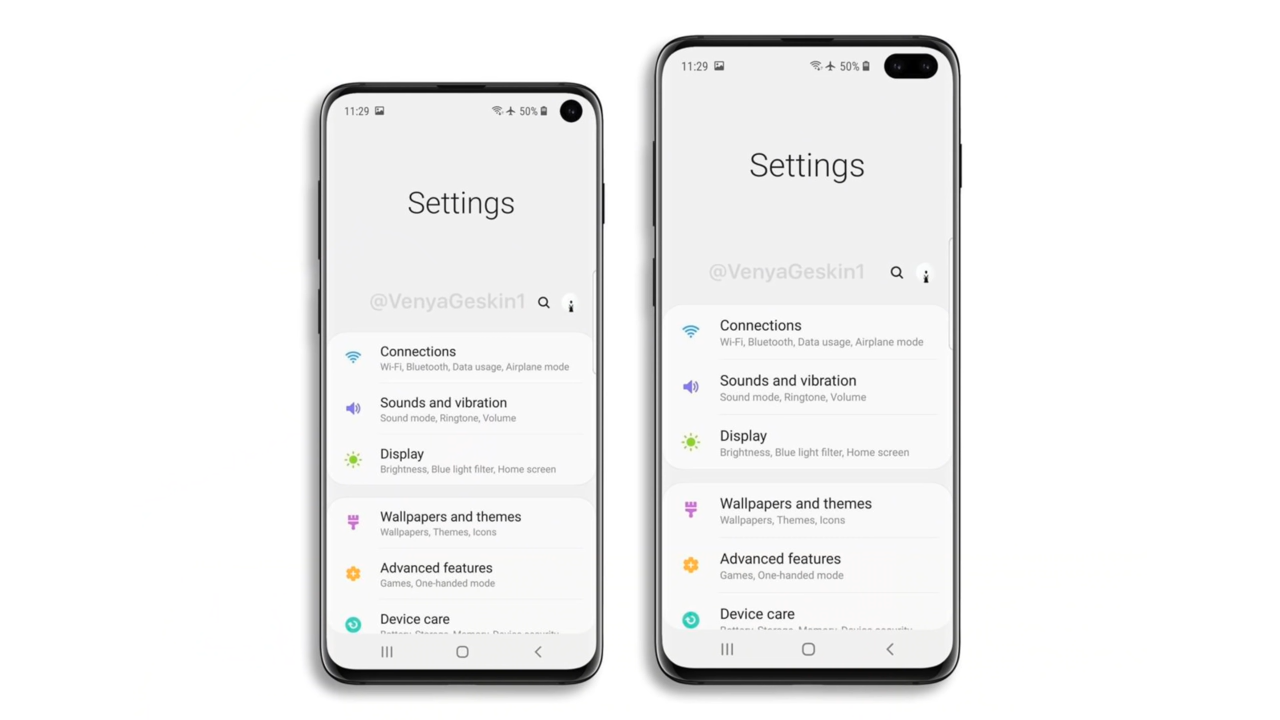 11:29
50%
Settings
@VenyaGeskin1
Connections
Wi-Fi, Bluetooth, Data usage, Airplane mode
Sounds and vibration
Sound mode, Ringtone, Volume
Display
Brightness, Blue light filter, Home screen
Wallpapers and themes
Wallpapers, Themes, Icons
Advanced features
Games, One-handed mode
Device care
Battery, Storage, Memory, Device security
11:29
50%
Settings
@VenyaGeskin1
Connections
Wi-Fi, Bluetooth, Data usage, Airplane mode
Sounds and vibration
Sound mode, Ringtone, Volume
Display
Brightness, Blue light filter, Home screen
Wallpapers and themes
Wallpapers, Themes, Icons
Advanced features
Games, One-handed mode
Device care
Battery, Storage, Memory, Device security